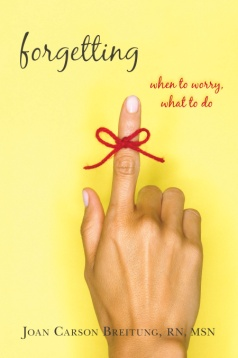 forgetting
when to worry,
what to do
Joan Carson Breitung, RN, MSN